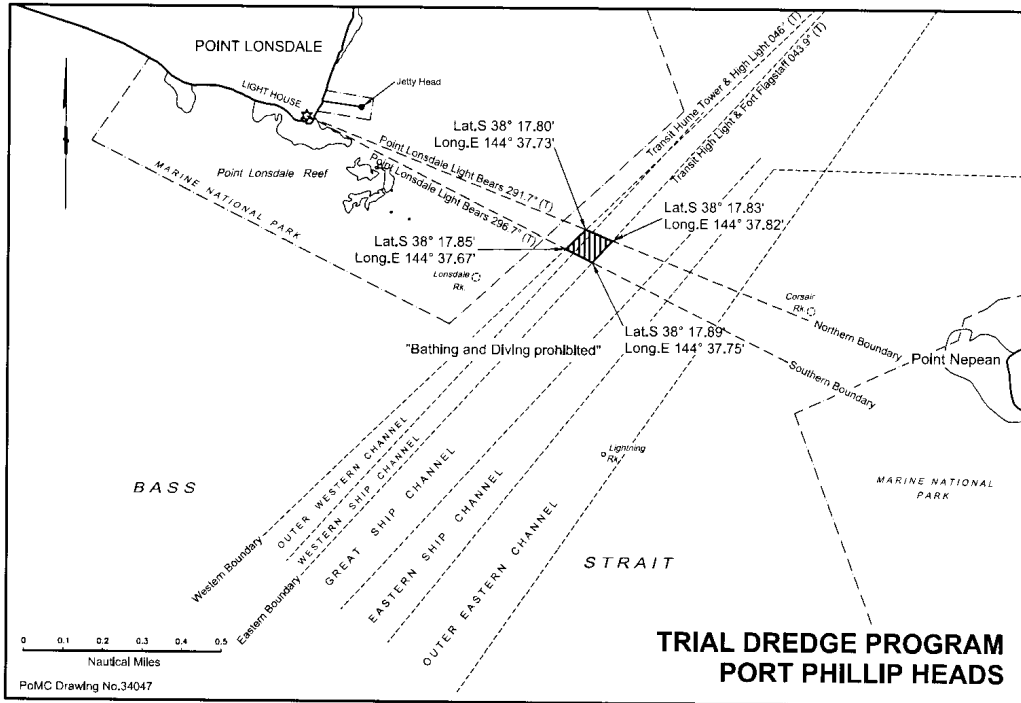 POINT LONSDALE
LIGHT HOUSE
Jetty Head
Transit Hume Tower & High Light 046° (T)
Transit High Light & Fort Flagstaff 043.9° (T)
Lat.S 38° 17.80'
Long.E 144° 37.73'
Point Lonsdale Light Bears 291.7° (T)
Point Lonsdale Light Bears 296.7° (T)
Point Lonsdale Reef
MARINE NATIONAL
PARK
Lat.S 38° 17.83'
Long.E 144° 37.82'
Lat.S 38° 17.85'
Long.E 144° 37.67'
Lonsdale
Rk.
Corsair
Rk.
Northern Boundary
Lat.S 38° 17.89'
Long.E 144° 37.75'
"Bathing and Diving prohibited"
Point Nepean
Southern Boundary
Lightning
Rk.
MARINE NATIONAL
PARK
BASS
STRAIT
OUTER WESTERN CHANNEL
WESTERN SHIP CHANNEL
GREAT SHIP CHANNEL
EASTERN SHIP CHANNEL
OUTER EASTERN CHANNEL
Western Boundary
Eastern Boundary
0 0.1 0.2 0.3 0.4 0.5
Nautical Miles
PoMC Drawing No.34047
TRIAL DREDGE PROGRAM
PORT PHILLIP HEADS